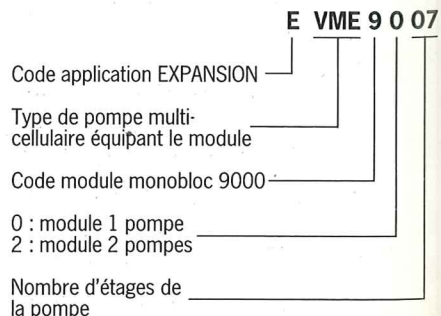 E VME 9 0 07
Code application EXPANSION
Type de pompe multi-
cellulaire équipant le module
Code module monobloc 9000
0 : module 1 pompe
2 : module 2 pompes
Nombre d'étages de
la pompe